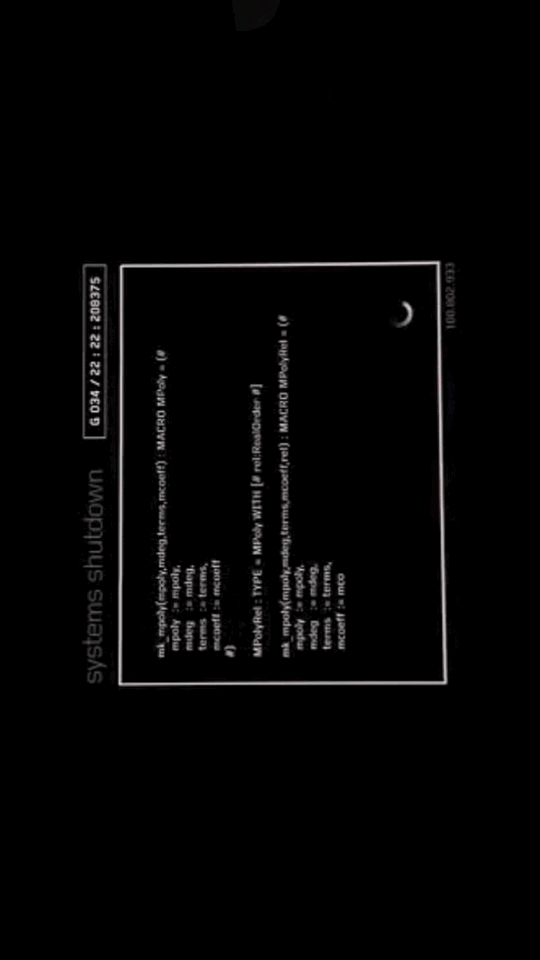 systems shutdown
G 034 / 22 : 22 : 208375
mk_mpoly(mpoly,mdeg,terms,mcoeff) : MACRO MPoly = (#
mpoly := mpoly,
mdeg := mdeg,
terms := terms,
mcoeff := mcoeff
#)
MPolyRel : TYPE = MPoly WITH [# rel:RealOrder #]
mk_mpoly(mpoly,mdeg,terms,mcoeff,rel) : MACRO MPolyRel = (#
mpoly := mpoly,
mdeg := mdeg,
terms := terms,
mcoeff := mco
100.802.933